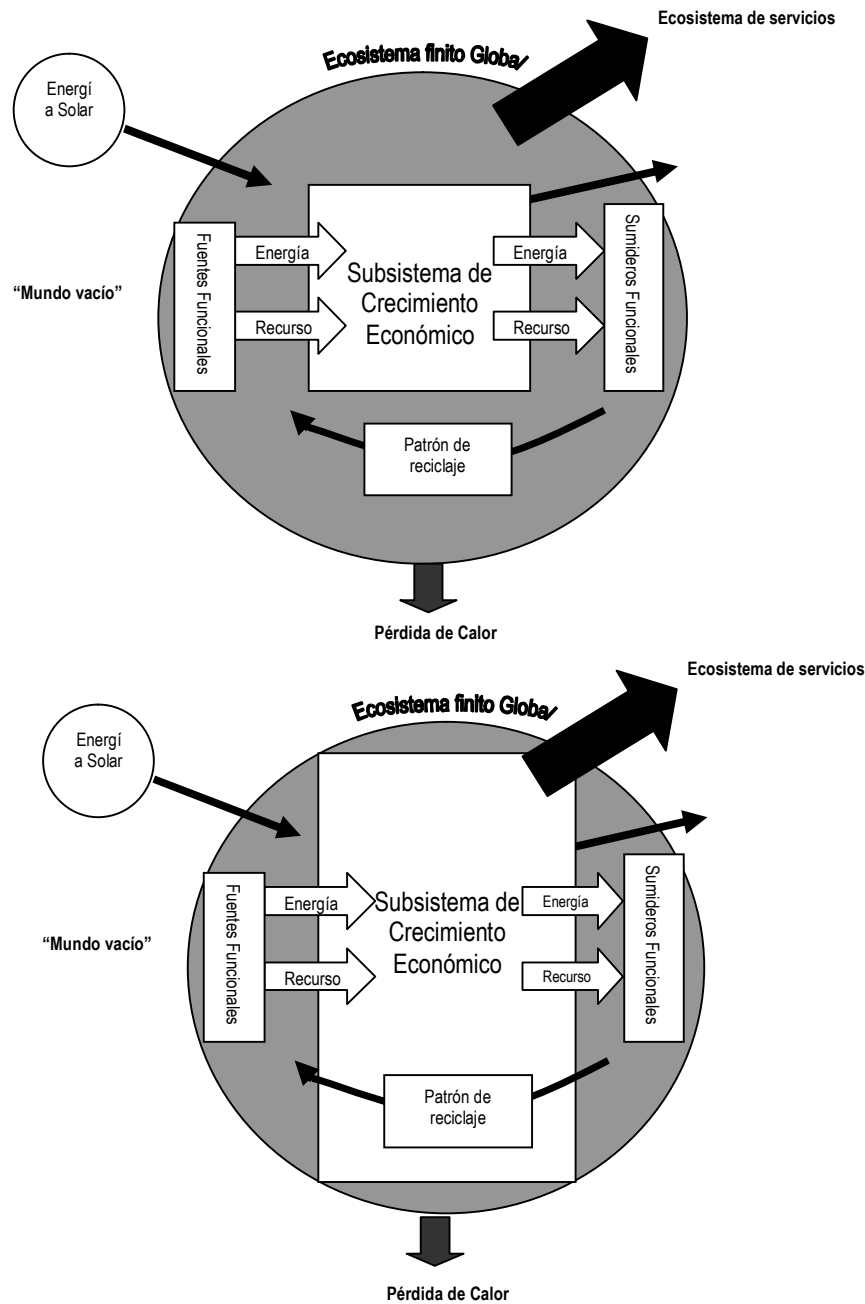 Ecosistema de servicios
Ecosistema finito Global
Energí
a Solar
“Mundo vacío”
Fuentes Funcionales
Energía
Recurso
Subsistema de
Crecimiento
Económico
Energía
Recurso
Sumideros Funcionales
Patrón de
reciclaje
Pérdida de Calor
Ecosistema de servicios
Ecosistema finito Global
Energí
a Solar
“Mundo vacío”
Fuentes Funcionales
Energía
Recurso
Subsistema de
Crecimiento
Económico
Energía
Recurso
Sumideros Funcionales
Patrón de
reciclaje
Pérdida de Calor